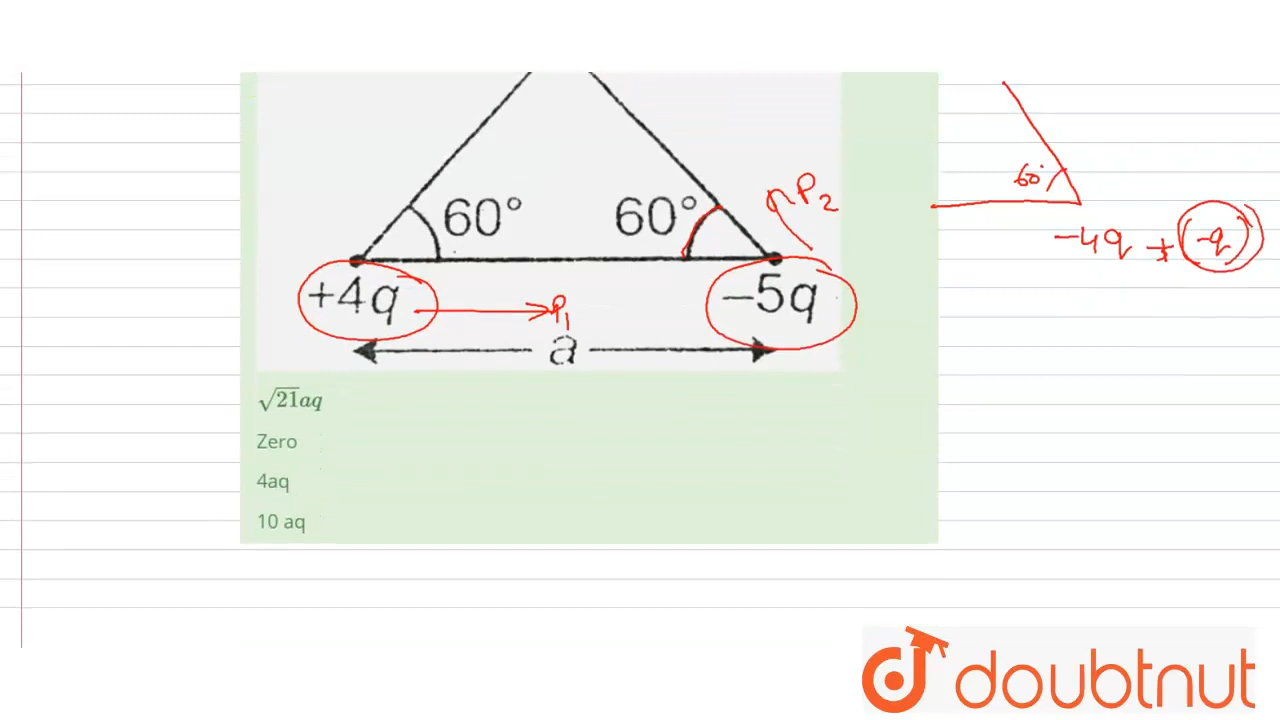 60°
60°
60°
P₂
+4q
–5q
P₁
a
–4q + (–q)
√21aq
Zero
4aq
10 aq
doubtnut